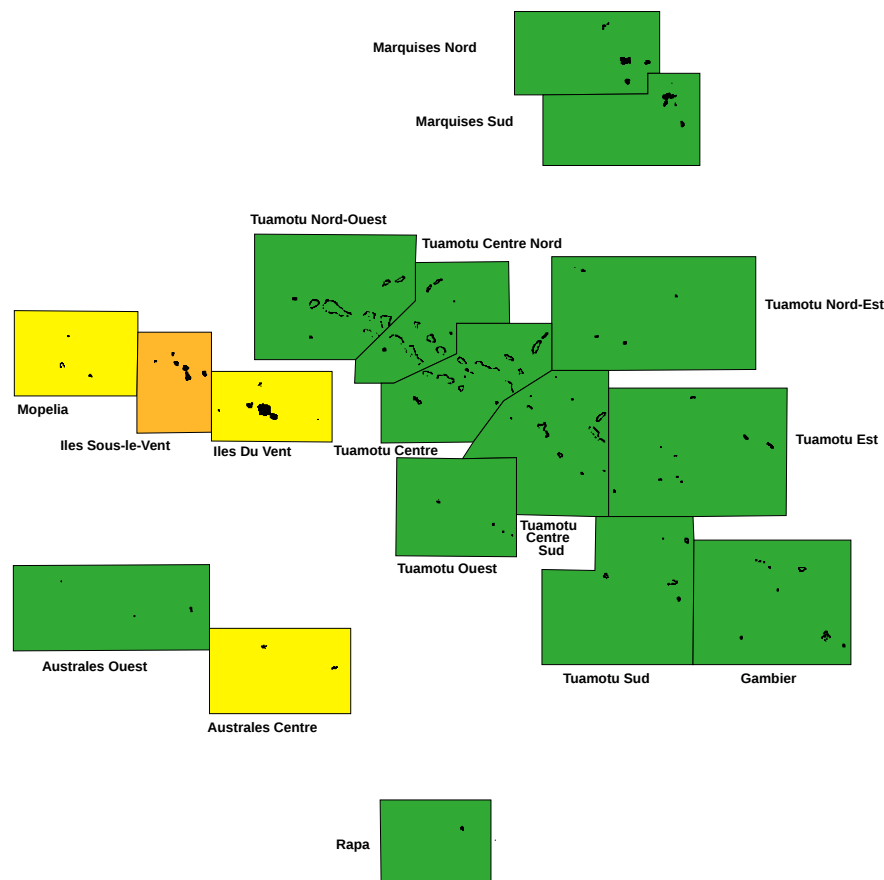 Marquises Nord
Marquises Sud
Tuamotu Nord-Ouest
Tuamotu Centre Nord
Tuamotu Nord-Est
Mopelia
Iles Sous-le-Vent
Iles Du Vent
Tuamotu Centre
Tuamotu Est
Tuamotu
Centre
Sud
Tuamotu Ouest
Australes Ouest
Tuamotu Sud
Gambier
Australes Centre
Rapa